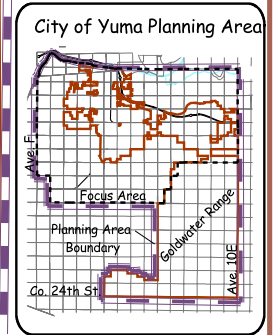 City of Yuma Planning Area
Ave. F
Focus Area
Planning Area
Boundary
Goldwater Range
Co. 24th St
Ave. 10E